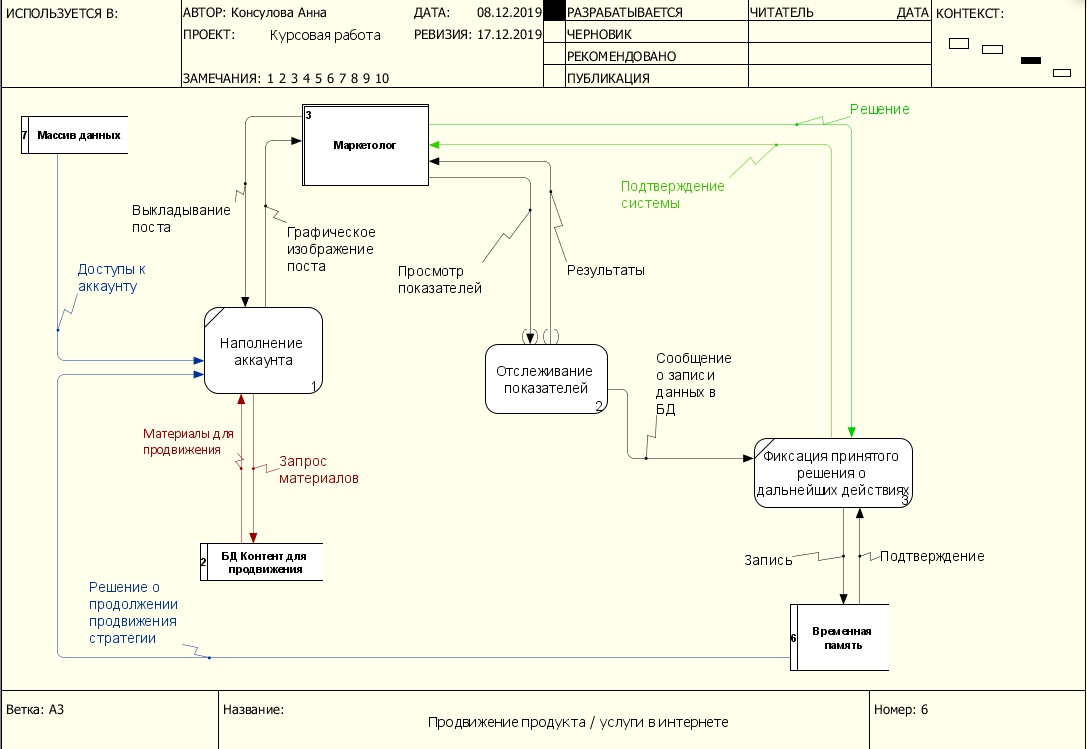 ИСПОЛЬЗУЕТСЯ В:
АВТОР: Консулова Анна
ДАТА: 08.12.2019
ПРОЕКТ: Курсовая работа
РЕВИЗИЯ: 17.12.2019
ЗАМЕЧАНИЯ: 1 2 3 4 5 6 7 8 9 10
РАЗРАБАТЫВАЕТСЯ
ЧЕРНОВИК
РЕКОМЕНДОВАНО
ПУБЛИКАЦИЯ
ЧИТАТЕЛЬ
ДАТА
КОНТЕКСТ:
7
Массив данных
3
Маркетолог
Решение
Подтверждение
системы
Выкладывание
поста
Графическое
изображение
поста
Просмотр
показателей
Результаты
Доступы к
аккаунту
Наполнение
аккаунта
1
Отслеживание
показателей
2
Сообщение
о записи
данных в
БД
Материалы для
продвижения
Запрос
материалов
Фиксация принятого
решения о
дальнейших действиях
3
2
БД Контент для
продвижения
Запись
Подтверждение
Решение о
продолжении
продвижения
стратегии
6
Временная
память
Ветка: A3
Название:
Продвижение продукта / услуги в интернете
Номер: 6